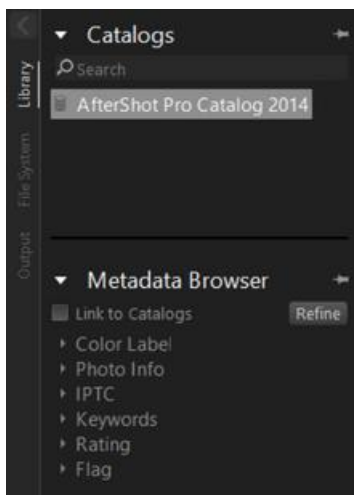 Library
File System
Output
Catalogs
Search
AfterShot Pro Catalog 2014
Metadata Browser
Link to Catalogs
Refine
Color Label
Photo Info
IPTC
Keywords
Rating
Flag